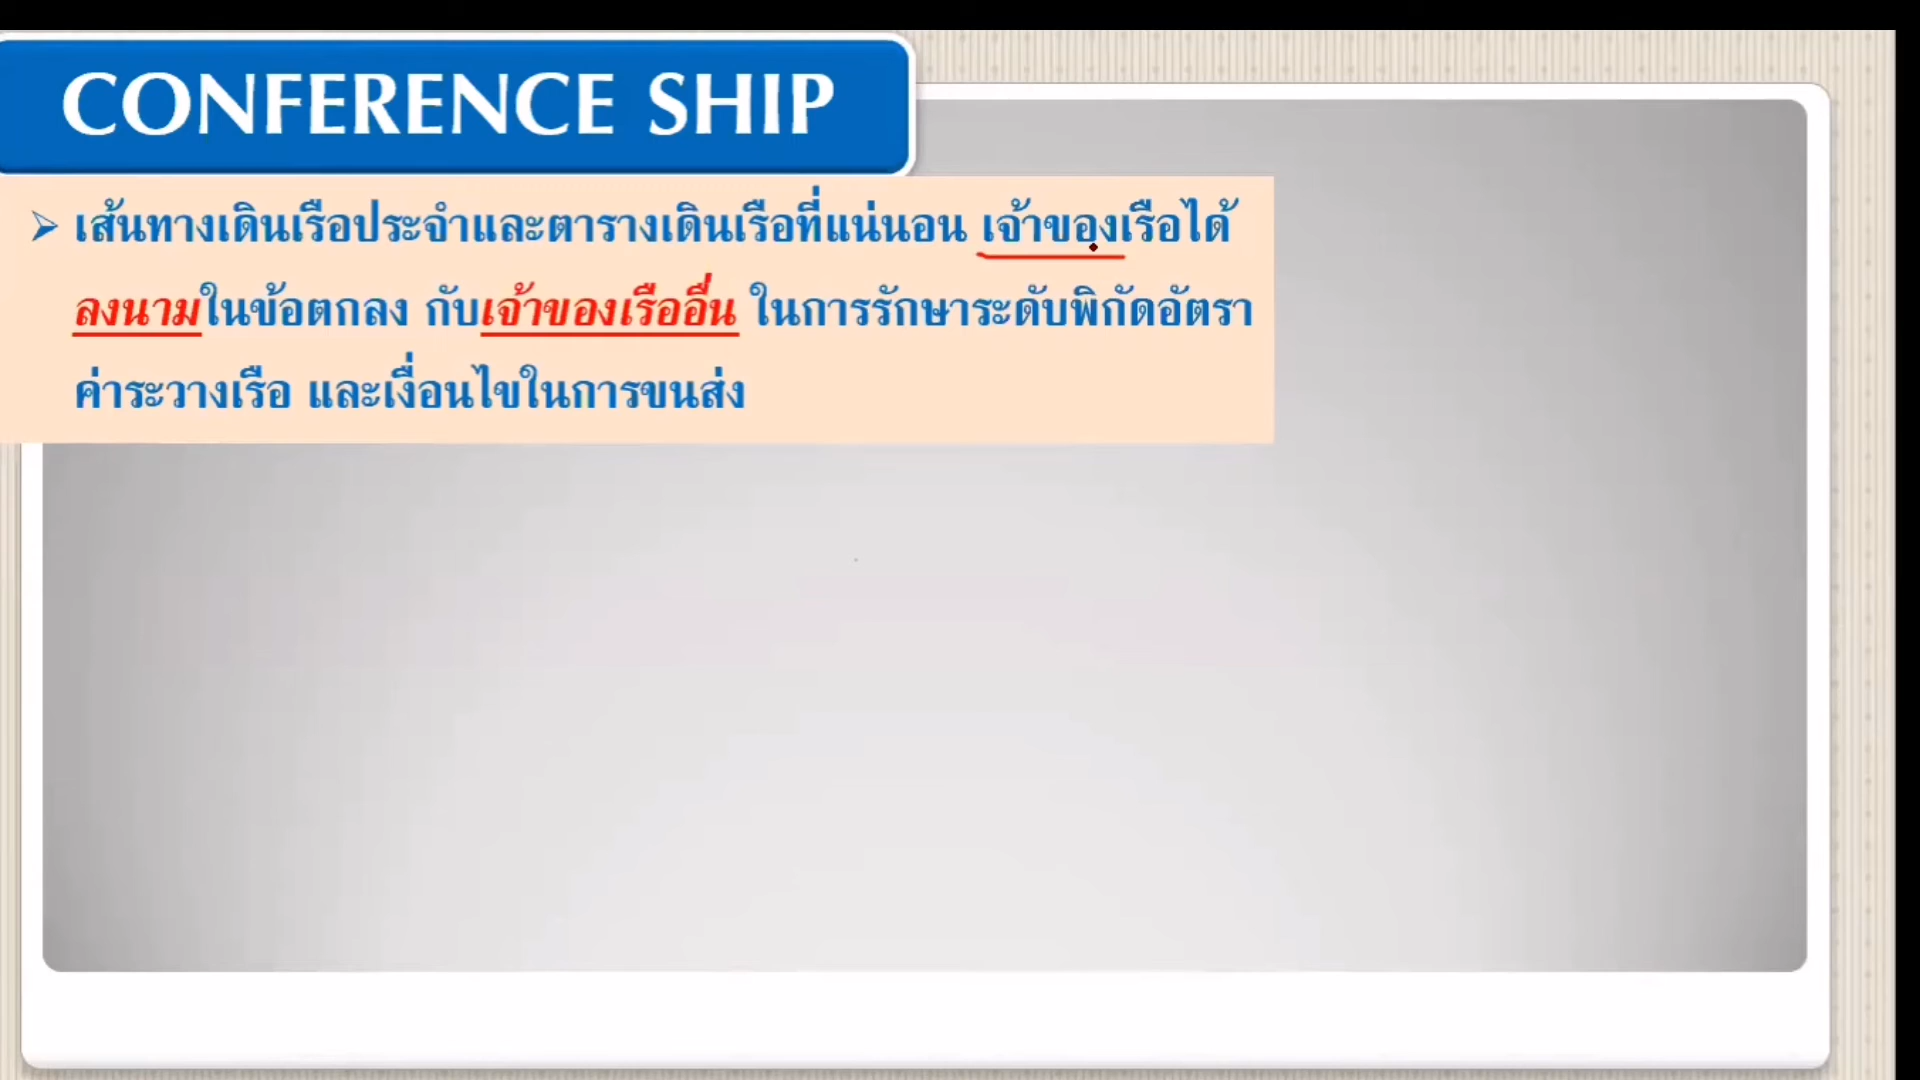 CONFERENCE SHIP
➢ เส้นทางเดินเรือประจำและตารางเดินเรือที่แน่นอน เจ้าของเรือได้
ลงนามในข้อตกลง กับเจ้าของเรืออื่น ในการรักษาระดับพิกัดอัตรา
ค่าระวางเรือ และเงื่อนไขในการขนส่ง